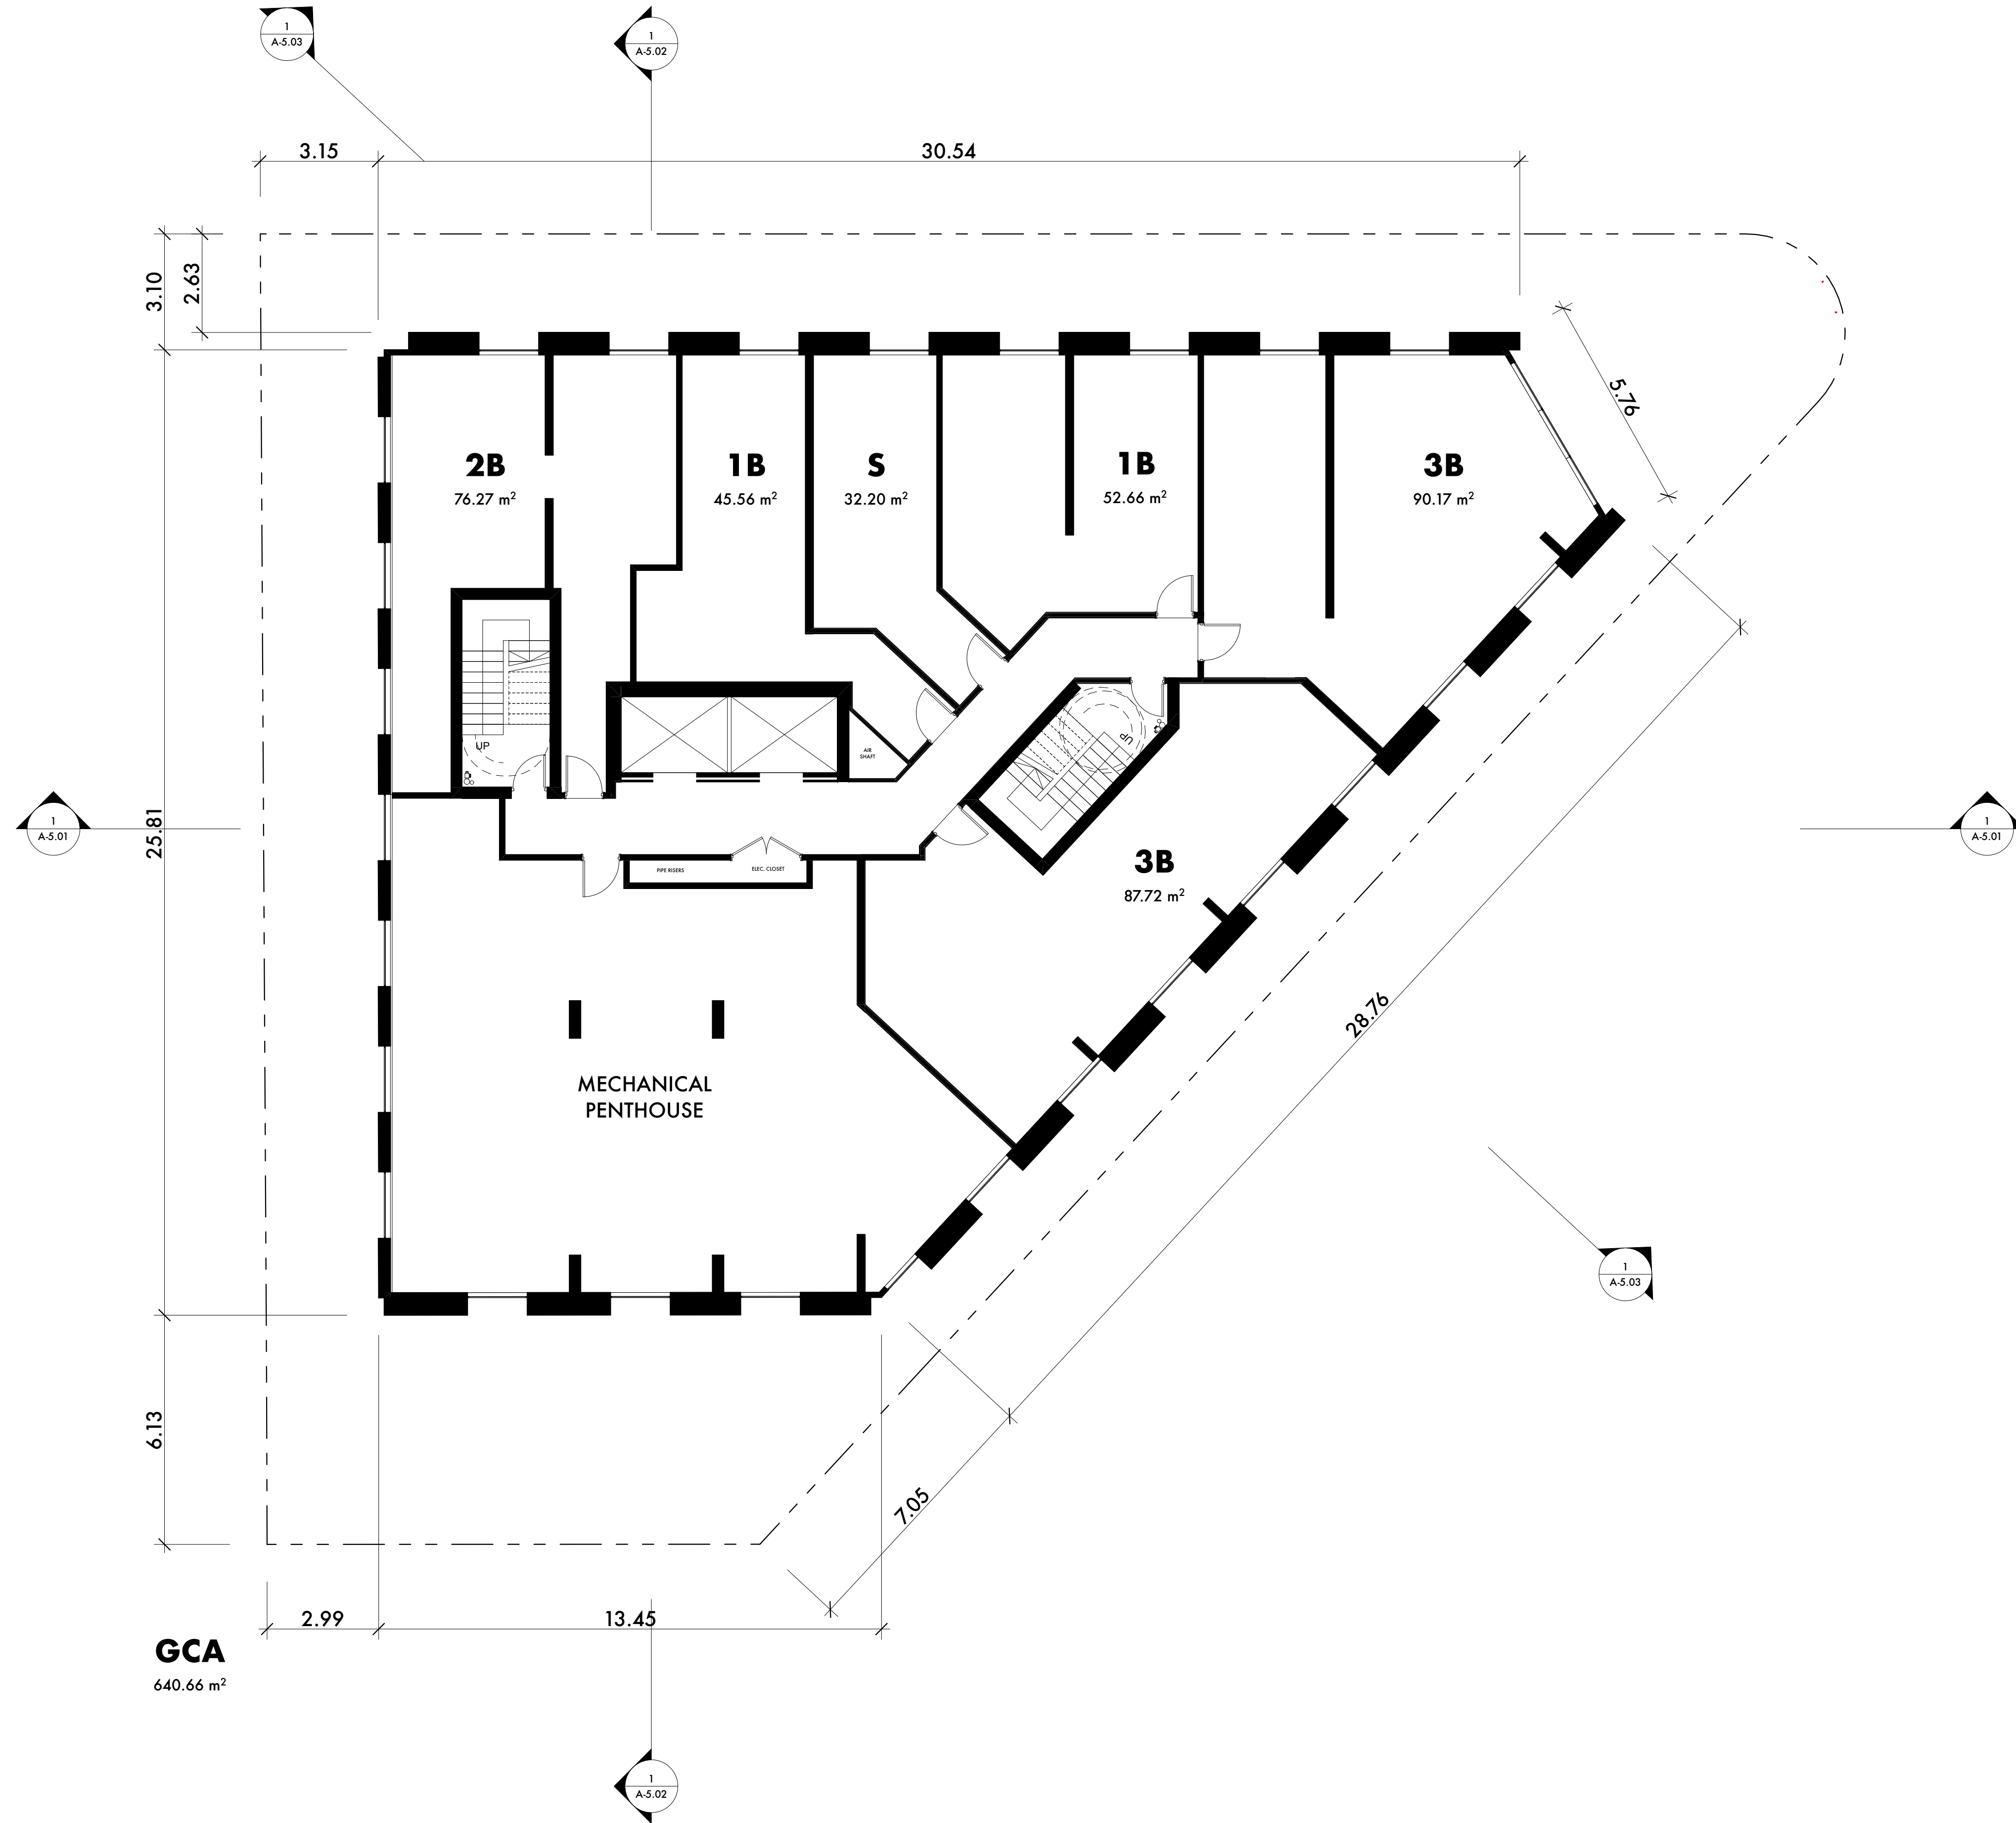 1
A-5.03
1
A-5.02
3.15
30.54
3.10
2.63
5.76
2B
76.27 m²
1B
45.56 m²
S
32.20 m²
1B
52.66 m²
3B
90.17 m²
UP
UP
AIR
SHAFT
1
A-5.01
25.81
1
A-5.01
PIPE RISERS
ELEC. CLOSET
3B
87.72 m²
28.76
MECHANICAL
PENTHOUSE
1
A-5.03
6.13
7.05
2.99
13.45
GCA
640.66 m²
1
A-5.02